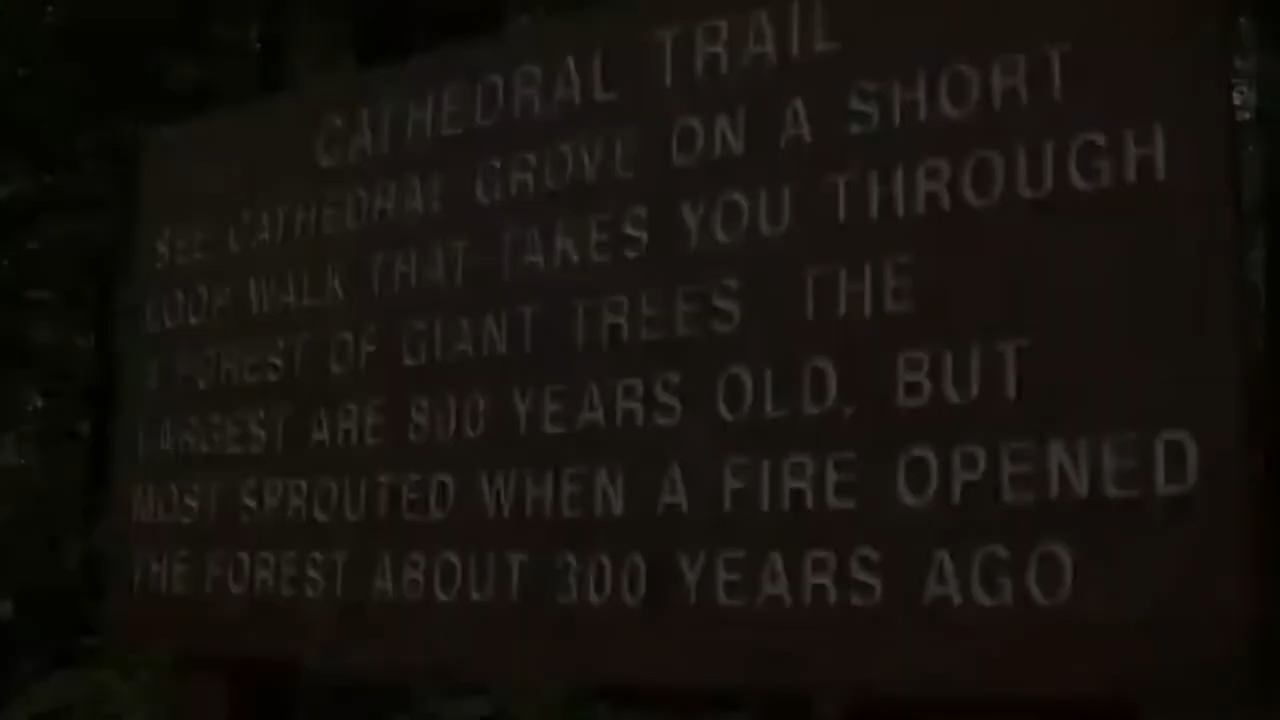 CATHEDRAL TRAIL
SEE CATHEDRAL GROVE ON A SHORT
LOOP WALK THAT TAKES YOU THROUGH
A FOREST OF GIANT TREES THE
LARGEST ARE 800 YEARS OLD, BUT
MOST SPROUTED WHEN A FIRE OPENED
THE FOREST ABOUT 300 YEARS AGO